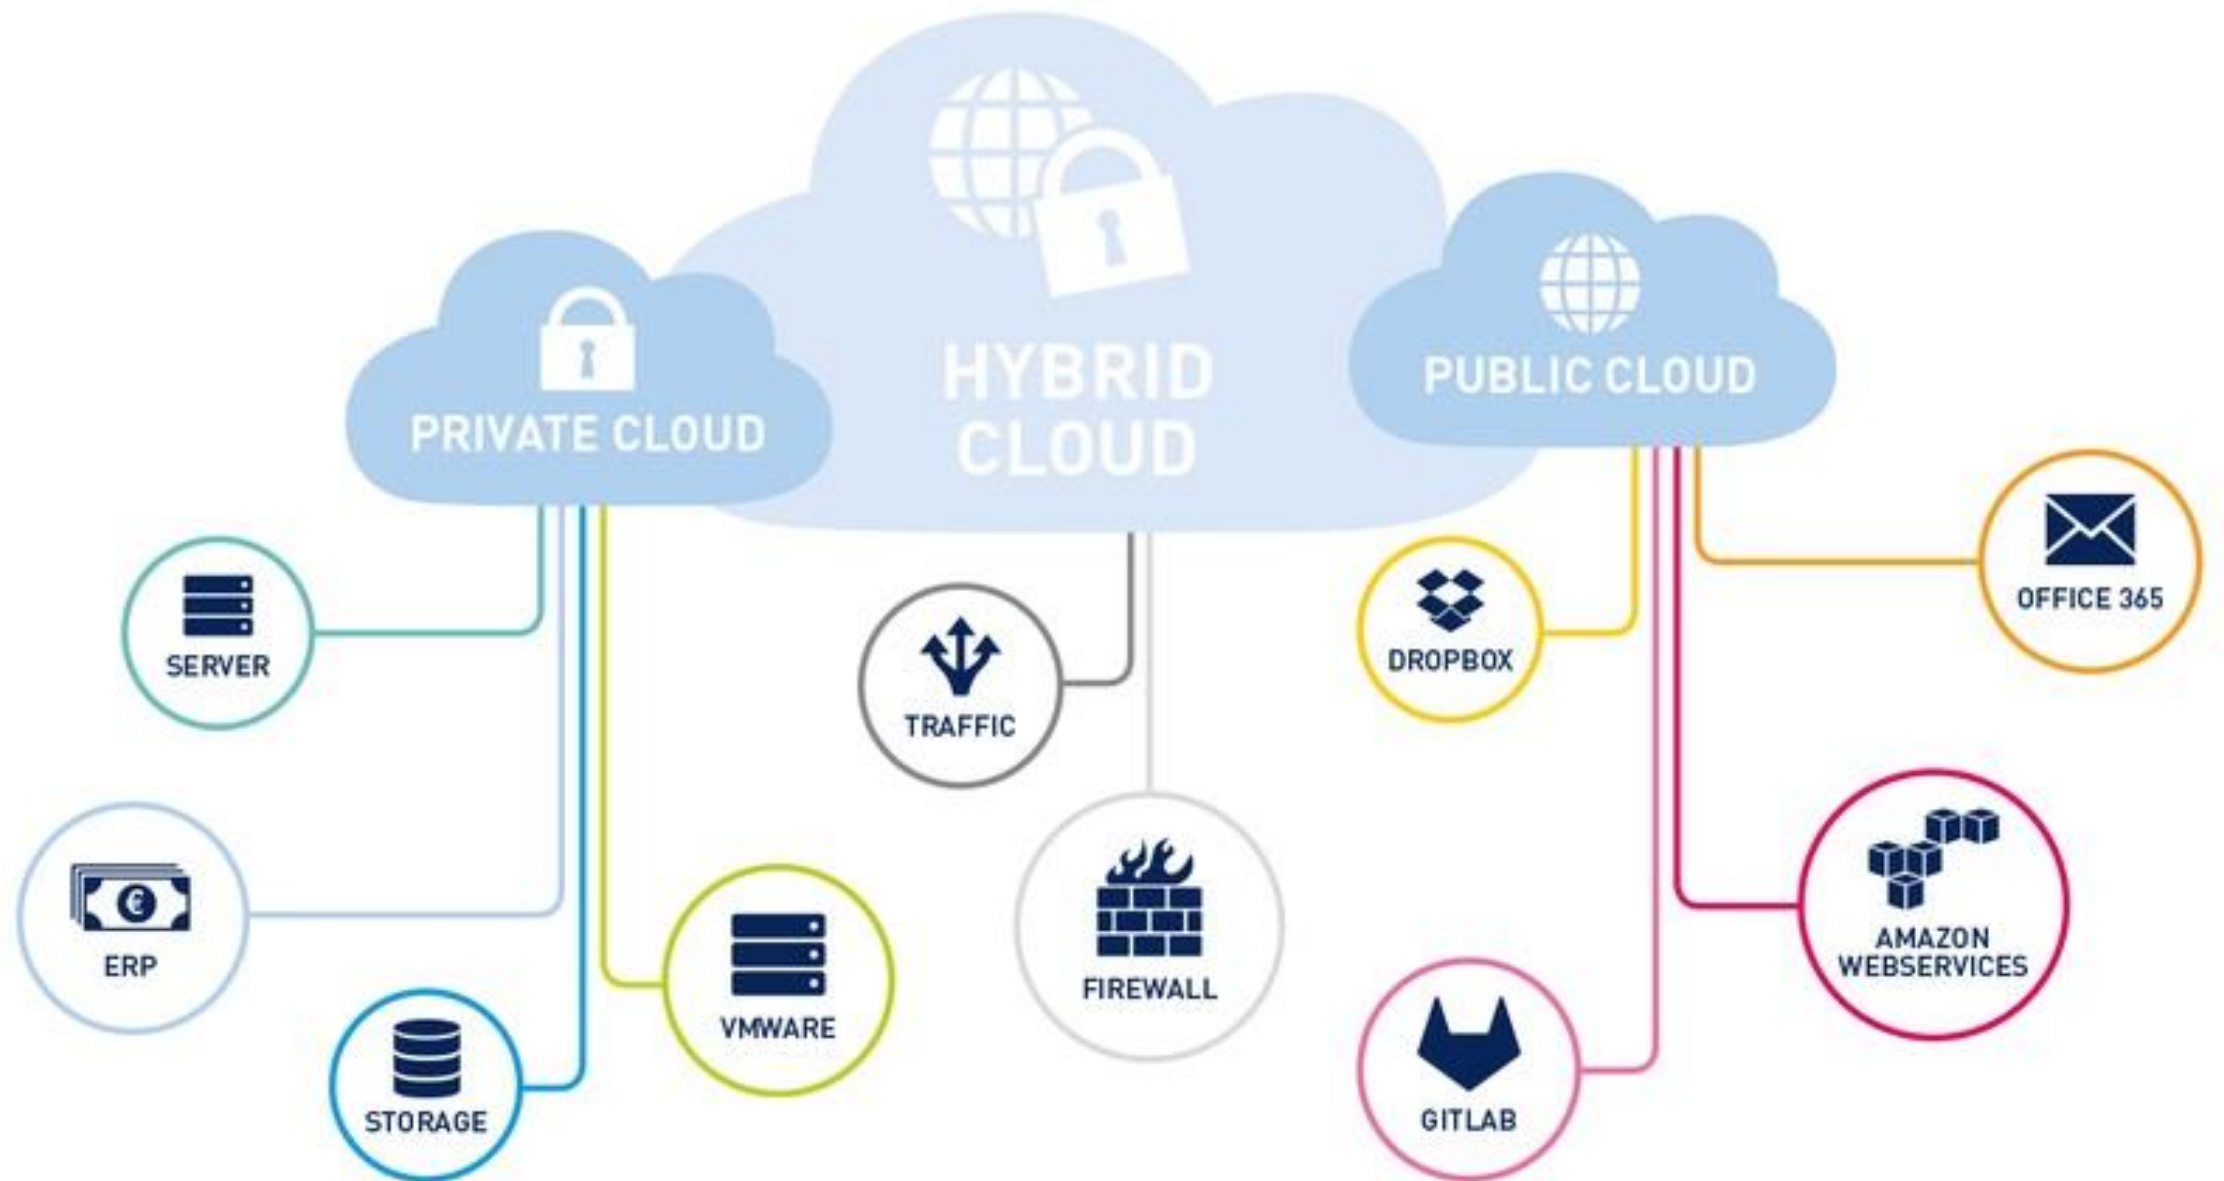 HYBRID
CLOUD
PRIVATE CLOUD
PUBLIC CLOUD
SERVER
ERP
STORAGE
VMWARE
TRAFFIC
FIREWALL
DROPBOX
GITLAB
AMAZON
WEBSERVICES
OFFICE 365